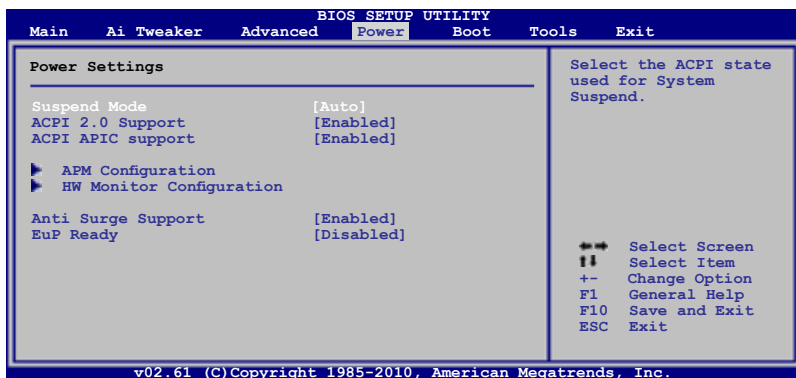 BIOS SETUP UTILITY
Main Ai Tweaker Advanced Power Boot Tools Exit
Power Settings
Suspend Mode [Auto]
ACPI 2.0 Support [Enabled]
ACPI APIC support [Enabled]
APM Configuration
HW Monitor Configuration
Anti Surge Support [Enabled]
EuP Ready [Disabled]
Select the ACPI state
used for System
Suspend.
Select Screen
Select Item
+- Change Option
F1 General Help
F10 Save and Exit
ESC Exit
v02.61 (C)Copyright 1985-2010, American Megatrends, Inc.